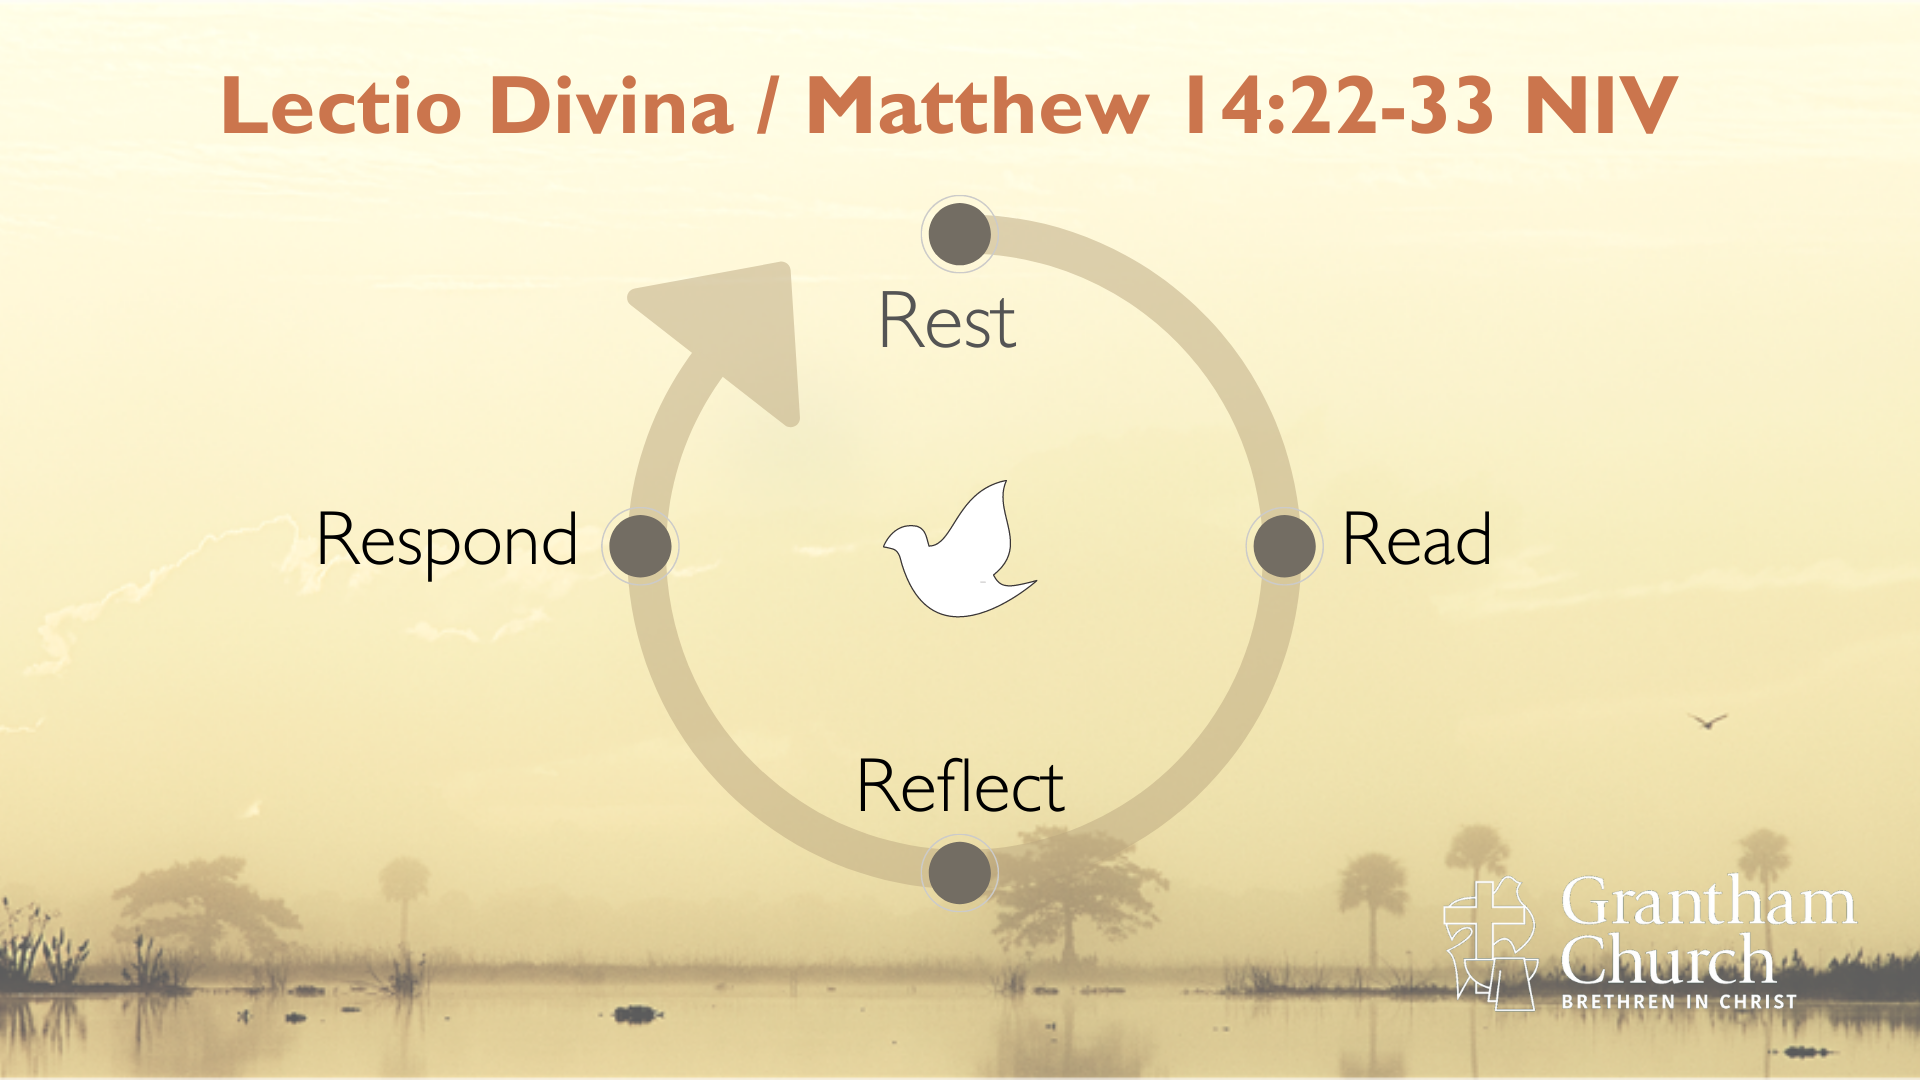 Lectio Divina / Matthew 14:22-33 NIV
Rest
Respond
Read
Reflect
Grantham
Church
BRETHREN IN CHRIST